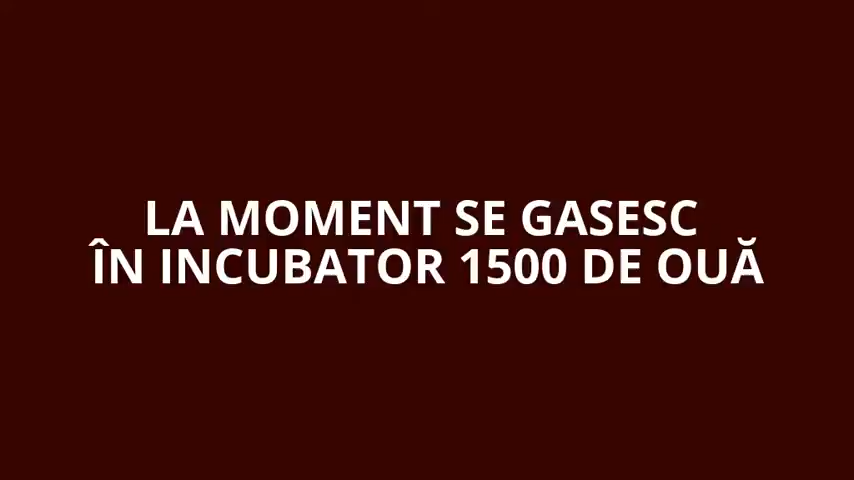 LA MOMENT SE GASESC
ÎN INCUBATOR 1500 DE OUĂ